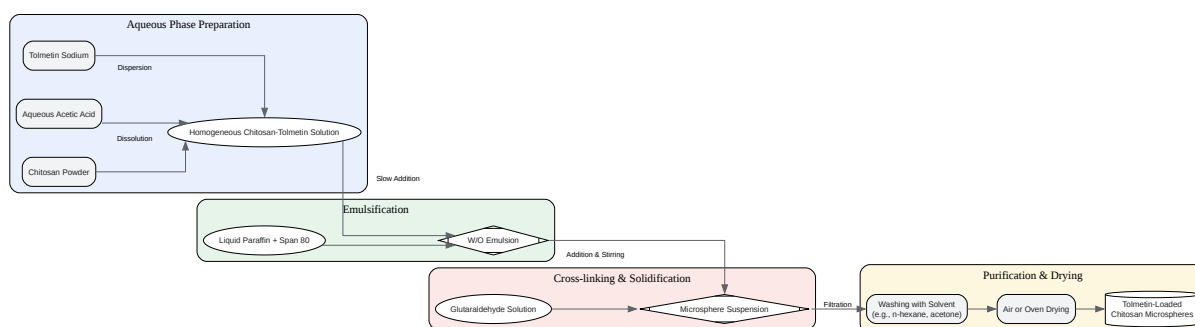 Aqueous Phase Preparation
Tolmetin Sodium
Dispersion
Aqueous Acetic Acid
Homogeneous Chitosan-Tolmetin Solution
Dissolution
Chitosan Powder
Slow Addition
Emulsification
Liquid Paraffin + Span 80
W/O Emulsion
Addition & Stirring
Cross-linking & Solidification
Glutaraldehyde Solution
Microsphere Suspension
Filtration
Purification & Drying
Washing with Solvent
(e.g., n-hexane, acetone)
Air or Oven Drying
Tolmetin-Loaded
Chitosan Microspheres